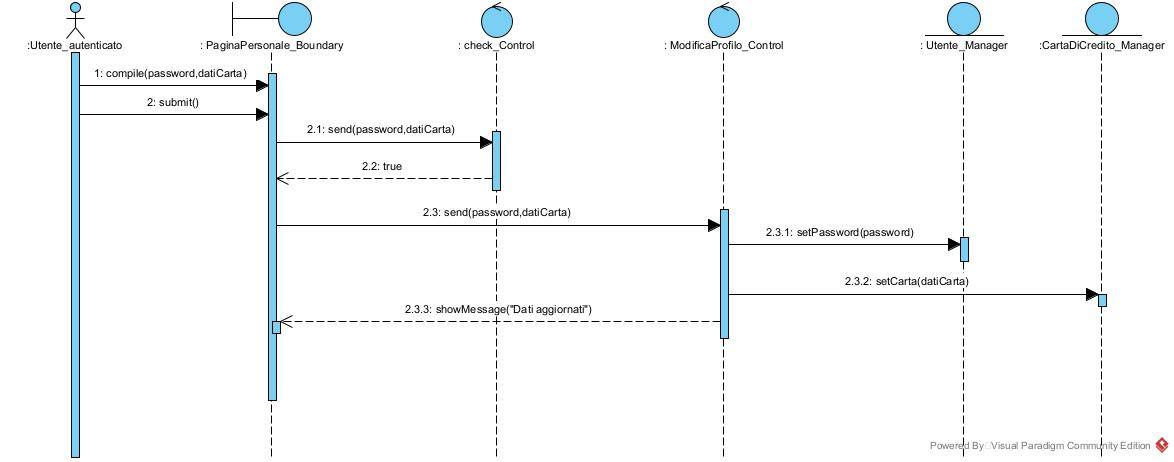 :Utente_autenticato
: PaginaPersonale_Boundary
: check_Control
: ModificaProfilo_Control
: Utente_Manager
:CartaDiCredito_Manager
1: compile(password,datiCarta)
2: submit()
2.1: send(password,datiCarta)
2.2: true
2.3: send(password,datiCarta)
2.3.1: setPassword(password)
2.3.2: setCarta(datiCarta)
2.3.3: showMessage("Dati aggiornati")
Powered By Visual Paradigm Community Edition